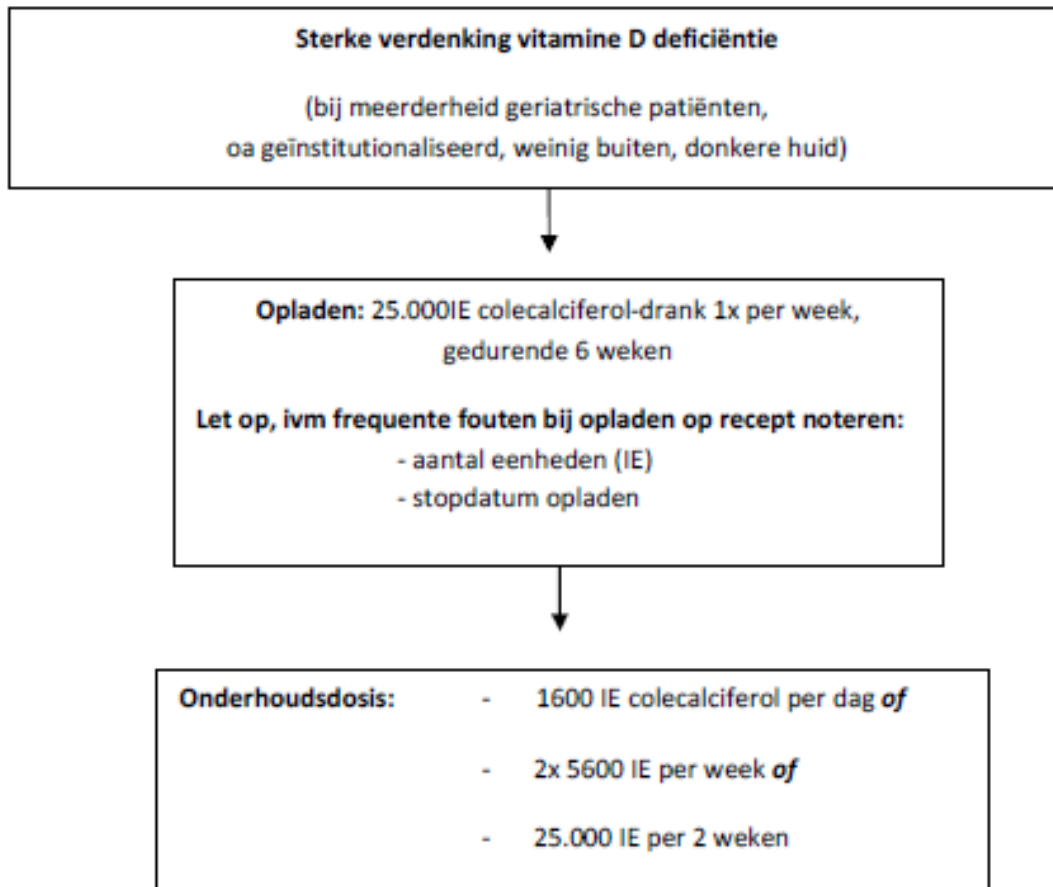 Sterke verdenking vitamine D deficiëntie
(bij meerderheid geriatrische patiënten,
oa geïnstitutionaliseerd, weinig buiten, donkere huid)
Opladen: 25.000IE colecalciferol-drank 1x per week,
gedurende 6 weken
Let op, ivm frequente fouten bij opladen op recept noteren:
- aantal eenheden (IE)
- stopdatum opladen
Onderhoudsdosis: - 1600 IE colecalciferol per dag of
- 2x 5600 IE per week of
- 25.000 IE per 2 weken